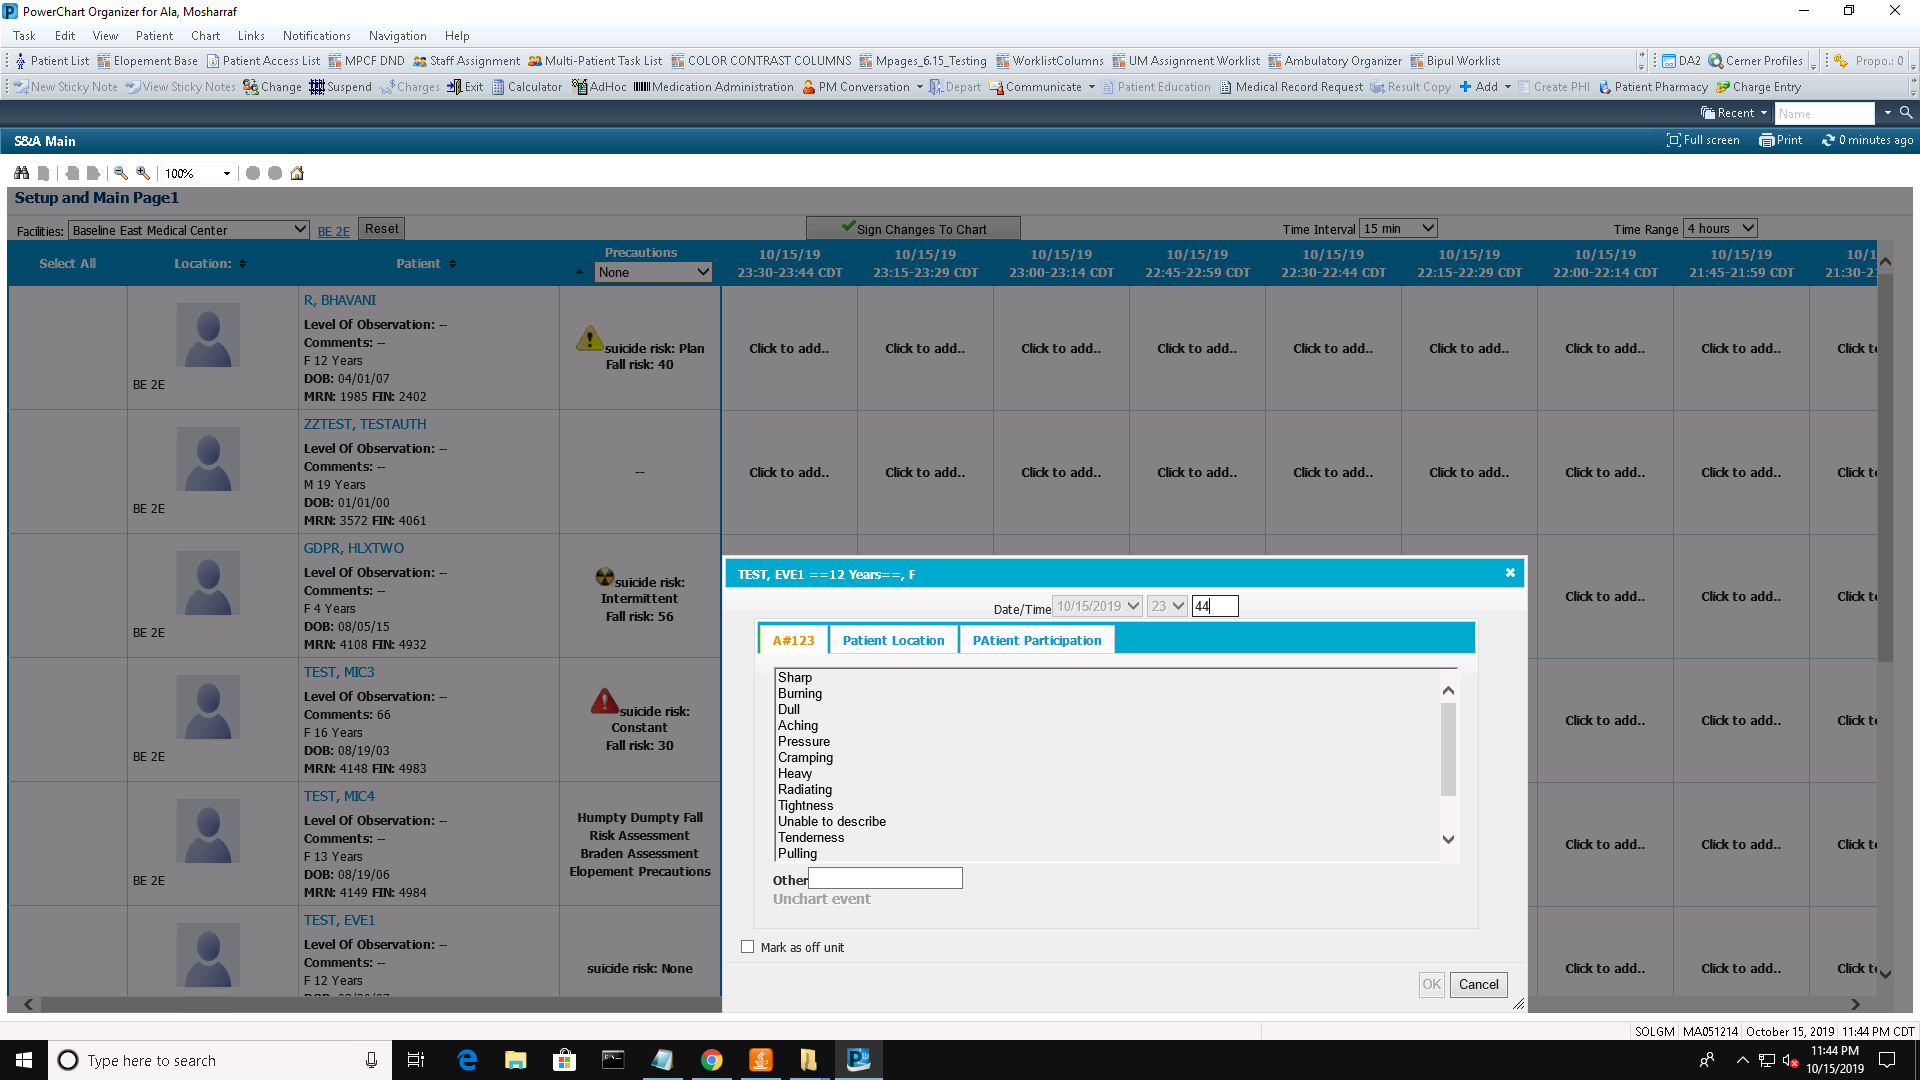 PowerChart Organizer for Ala, Mosharraf
Task Edit View Patient Chart Links Notifications Navigation Help
Patient List Elopement Base Patient Access List MPCF DND Staff Assignment Multi-Patient Task List COLOR CONTRAST COLUMNS Mpages_6.15_Testing WorklistColumns UM Assignment Worklist Ambulatory Organizer Bipul Worklist DA2 Cerner Profiles Propo.: 0
New Sticky Note View Sticky Notes Change Suspend Charges Exit Calculator AdHoc Medication Administration PM Conversation Depart Communicate Patient Education Medical Record Request Result Copy Add Create PHI Patient Pharmacy Charge Entry
Recent Name
S&A Main Full screen Print 0 minutes ago
100%
Setup and Main Page1
Facilities: Baseline East Medical Center BE 2E Reset Sign Changes To Chart Time Interval 15 min Time Range 4 hours
Select All Location: Patient Precautions None
10/15/19 10/15/19 10/15/19 10/15/19 10/15/19 10/15/19 10/15/19 10/15/19 10/1
23:30-23:44 CDT 23:15-23:29 CDT 23:00-23:14 CDT 22:45-22:59 CDT 22:30-22:44 CDT 22:15-22:29 CDT 22:00-22:14 CDT 21:45-21:59 CDT 21:30-2
R, BHAVANI
Level Of Observation: --
Comments: --
F 12 Years
DOB: 04/01/07
MRN: 1985 FIN: 2402
BE 2E
suicide risk: Plan
Fall risk: 40
Click to add.. Click to add.. Click to add.. Click to add.. Click to add.. Click to add.. Click to add.. Click to add.. Click t
ZZTEST, TESTAUTH
Level Of Observation: --
Comments: --
M 19 Years
DOB: 01/01/00
MRN: 3572 FIN: 4061
BE 2E
--
Click to add.. Click to add.. Click to add.. Click to add.. Click to add.. Click to add.. Click to add.. Click to add.. Click t
GDPR, HLXTWO
Level Of Observation: --
Comments: --
F 4 Years
DOB: 08/05/15
MRN: 4108 FIN: 4932
BE 2E
suicide risk:
Intermittent
Fall risk: 56
Click to add.. Click to add.. Click t
TEST, MIC3
Level Of Observation: --
Comments: 66
F 16 Years
DOB: 08/19/03
MRN: 4148 FIN: 4983
BE 2E
suicide risk:
Constant
Fall risk: 30
Click to add.. Click to add.. Click t
TEST, MIC4
Level Of Observation: --
Comments: --
F 13 Years
DOB: 08/19/06
MRN: 4149 FIN: 4984
BE 2E
Humpty Dumpty Fall
Risk Assessment
Braden Assessment
Elopement Precautions
Click to add.. Click to add.. Click t
TEST, EVE1
Level Of Observation: --
Comments: --
F 12 Years
suicide risk: None
Click to add.. Click to add.. Click t
TEST, EVE1 ==12 Years==, F
Date/Time 10/15/2019 23 44
A#123 Patient Location PAtient Participation
Sharp
Burning
Dull
Aching
Pressure
Cramping
Heavy
Radiating
Tightness
Unable to describe
Tenderness
Pulling
Other
Unchart event
Mark as off unit
OK Cancel
SOLGM MA051214 October 15, 2019 11:44 PM CDT
Type here to search
11:44 PM
10/15/2019